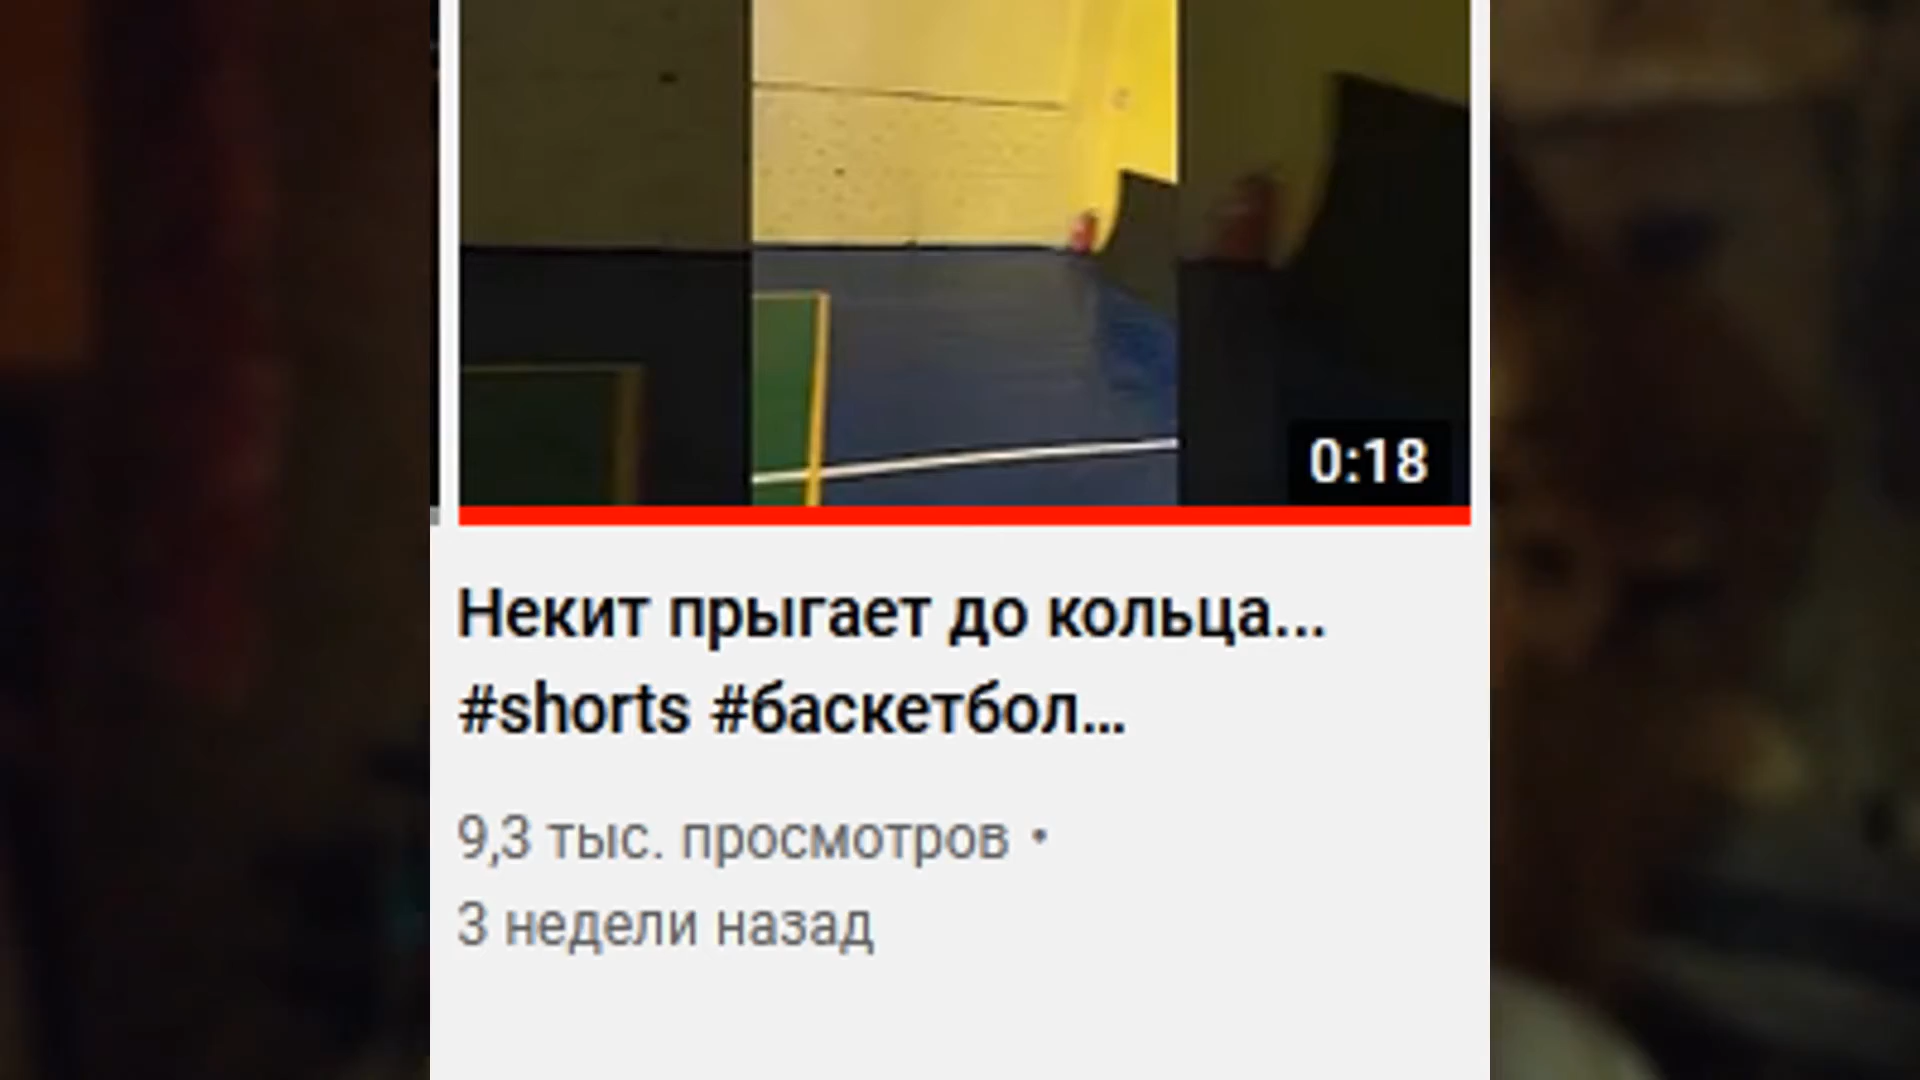 0:18
Некит прыгает до кольца...
#shorts #баскетбол...
9,3 тыс. просмотров •
3 недели назад